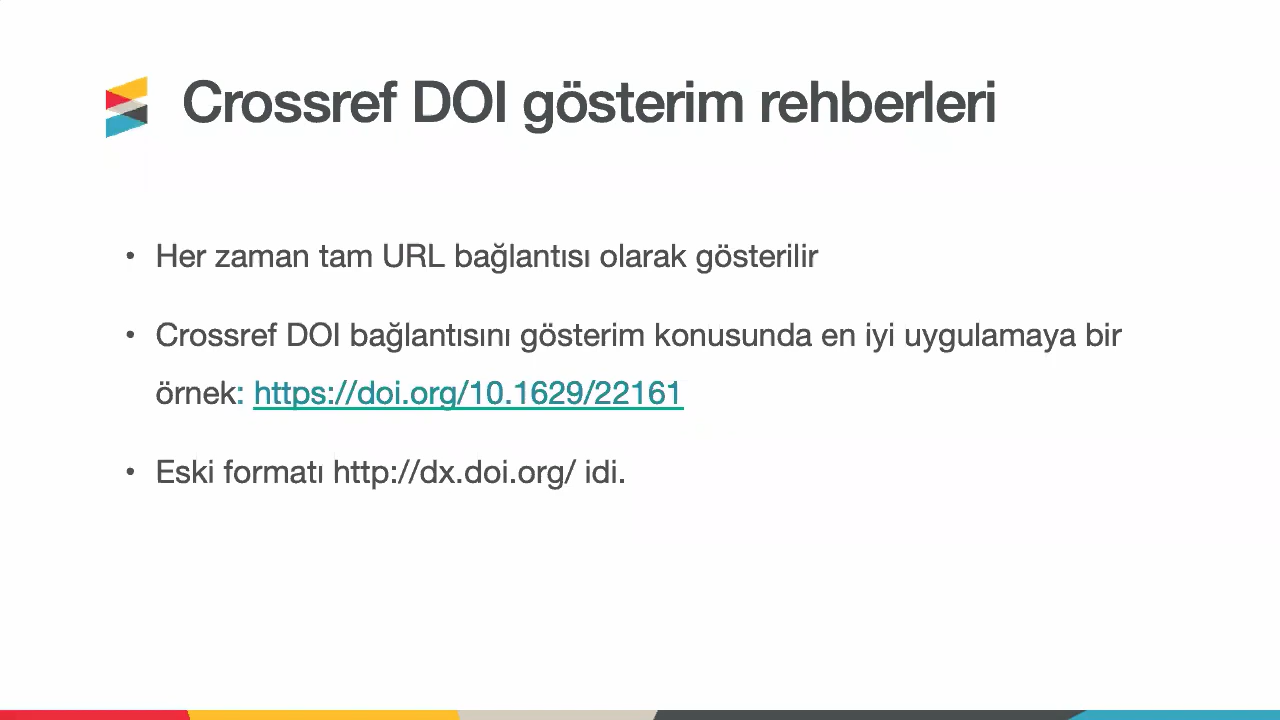 Crossref DOI gösterim rehberleri
• Her zaman tam URL bağlantısı olarak gösterilir
• Crossref DOI bağlantısını gösterim konusunda en iyi uygulamaya bir
örnek: https://doi.org/10.1629/22161
• Eski formatı http://dx.doi.org/ idi.